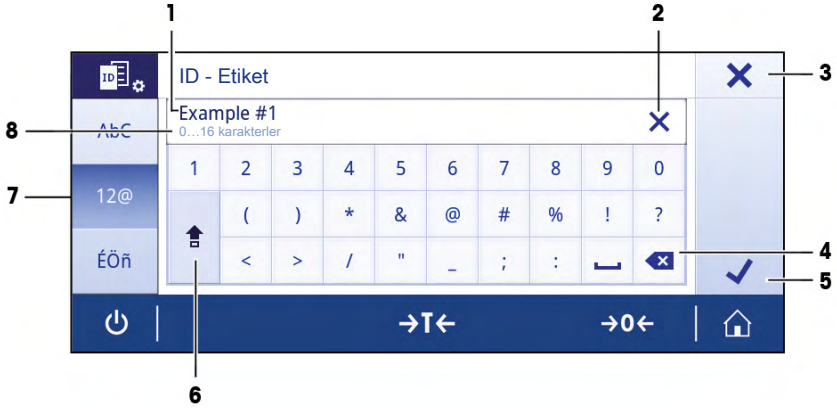 1 2
ID ID - Etiket 3
Example #1
8 AbC 0...16 karakterler
1 2 3 4 5 6 7 8 9 0
7 12@ ( ) * & @ # % ! ?
ÉÖñ < > / " _ ; : 4
5
→T← →0←
6